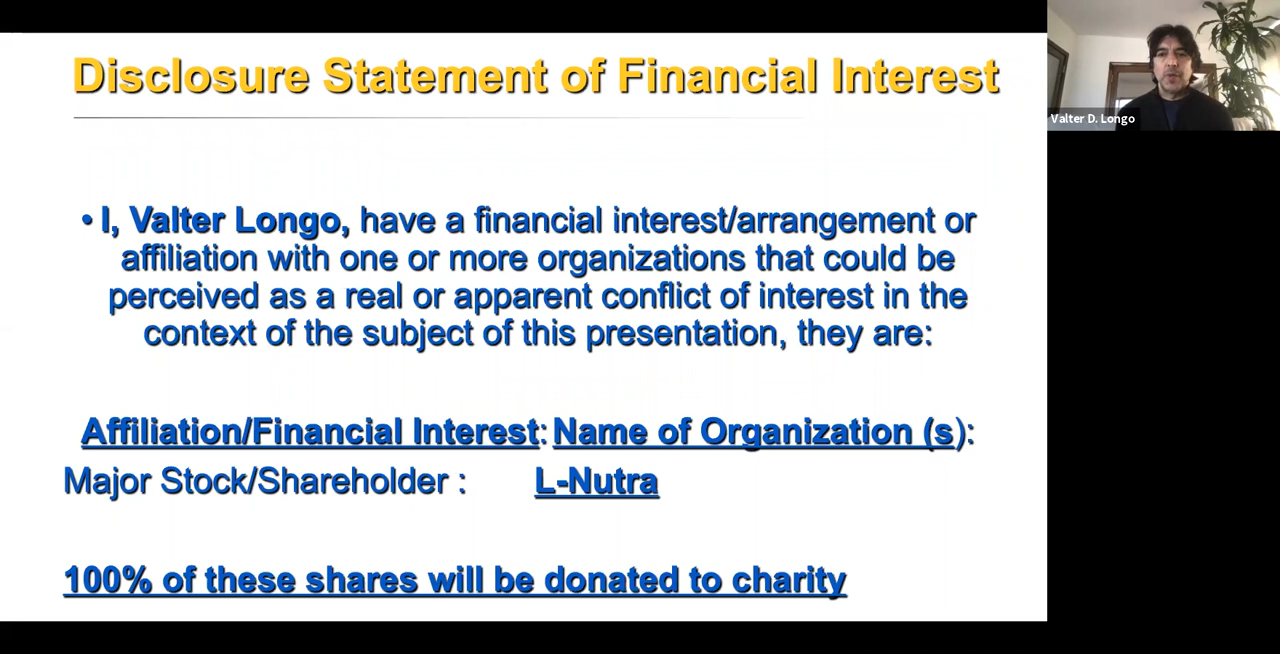 Disclosure Statement of Financial Interest
• I, Valter Longo, have a financial interest/arrangement or
affiliation with one or more organizations that could be
perceived as a real or apparent conflict of interest in the
context of the subject of this presentation, they are:
Affiliation/Financial Interest: Name of Organization (s):
Major Stock/Shareholder : L-Nutra
100% of these shares will be donated to charity
Valter D. Longo